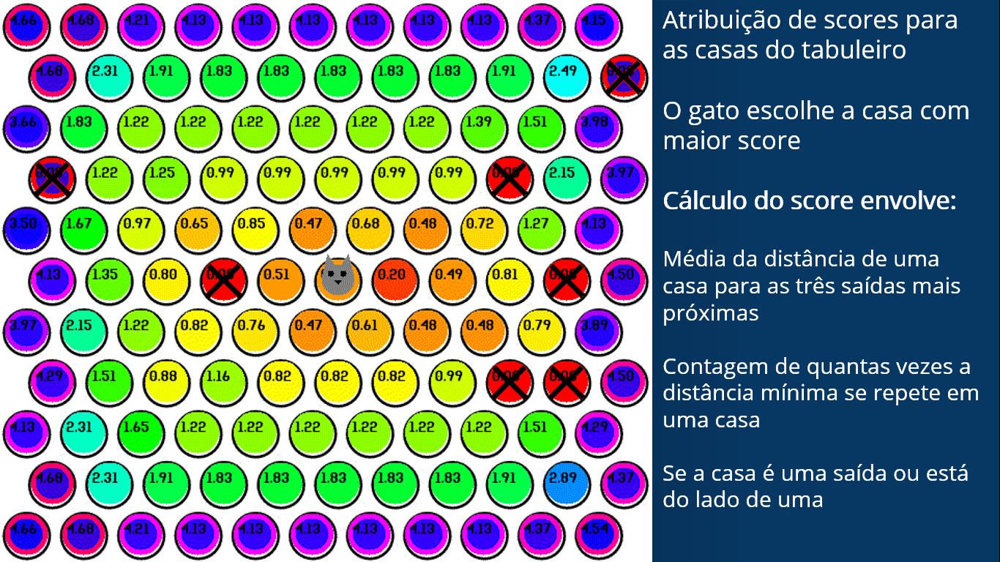 4.66 4.68 4.21 4.13 4.13 4.13 4.13 4.13 4.13 4.37 4.15
4.68 2.31 1.91 1.83 1.83 1.83 1.83 1.83 1.91 2.49
3.66 1.83 1.22 1.22 1.22 1.22 1.22 1.22 1.39 1.51 3.98
1.22 1.25 0.99 0.99 0.99 0.99 0.99 2.15 3.97
3.50 1.67 0.97 0.65 0.85 0.47 0.68 0.48 0.72 1.27 4.13
4.13 1.35 0.80 0.51 0.20 0.49 0.81 4.50
3.97 2.15 1.22 0.82 0.76 0.47 0.61 0.48 0.48 0.79 3.89
4.29 1.51 0.88 1.16 0.82 0.82 0.82 0.99 4.50
4.13 2.31 1.65 1.22 1.22 1.22 1.22 1.22 1.22 1.51 4.29
4.68 2.31 1.91 1.83 1.83 1.83 1.83 1.83 1.91 2.89 4.37
4.66 4.68 4.21 4.13 4.13 4.13 4.13 4.13 4.13 4.37 4.54
Atribuição de scores para
as casas do tabuleiro
O gato escolhe a casa com
maior score
Cálculo do score envolve:
Média da distância de uma
casa para as três saídas mais
próximas
Contagem de quantas vezes a
distância mínima se repete em
uma casa
Se a casa é uma saída ou está
do lado de uma